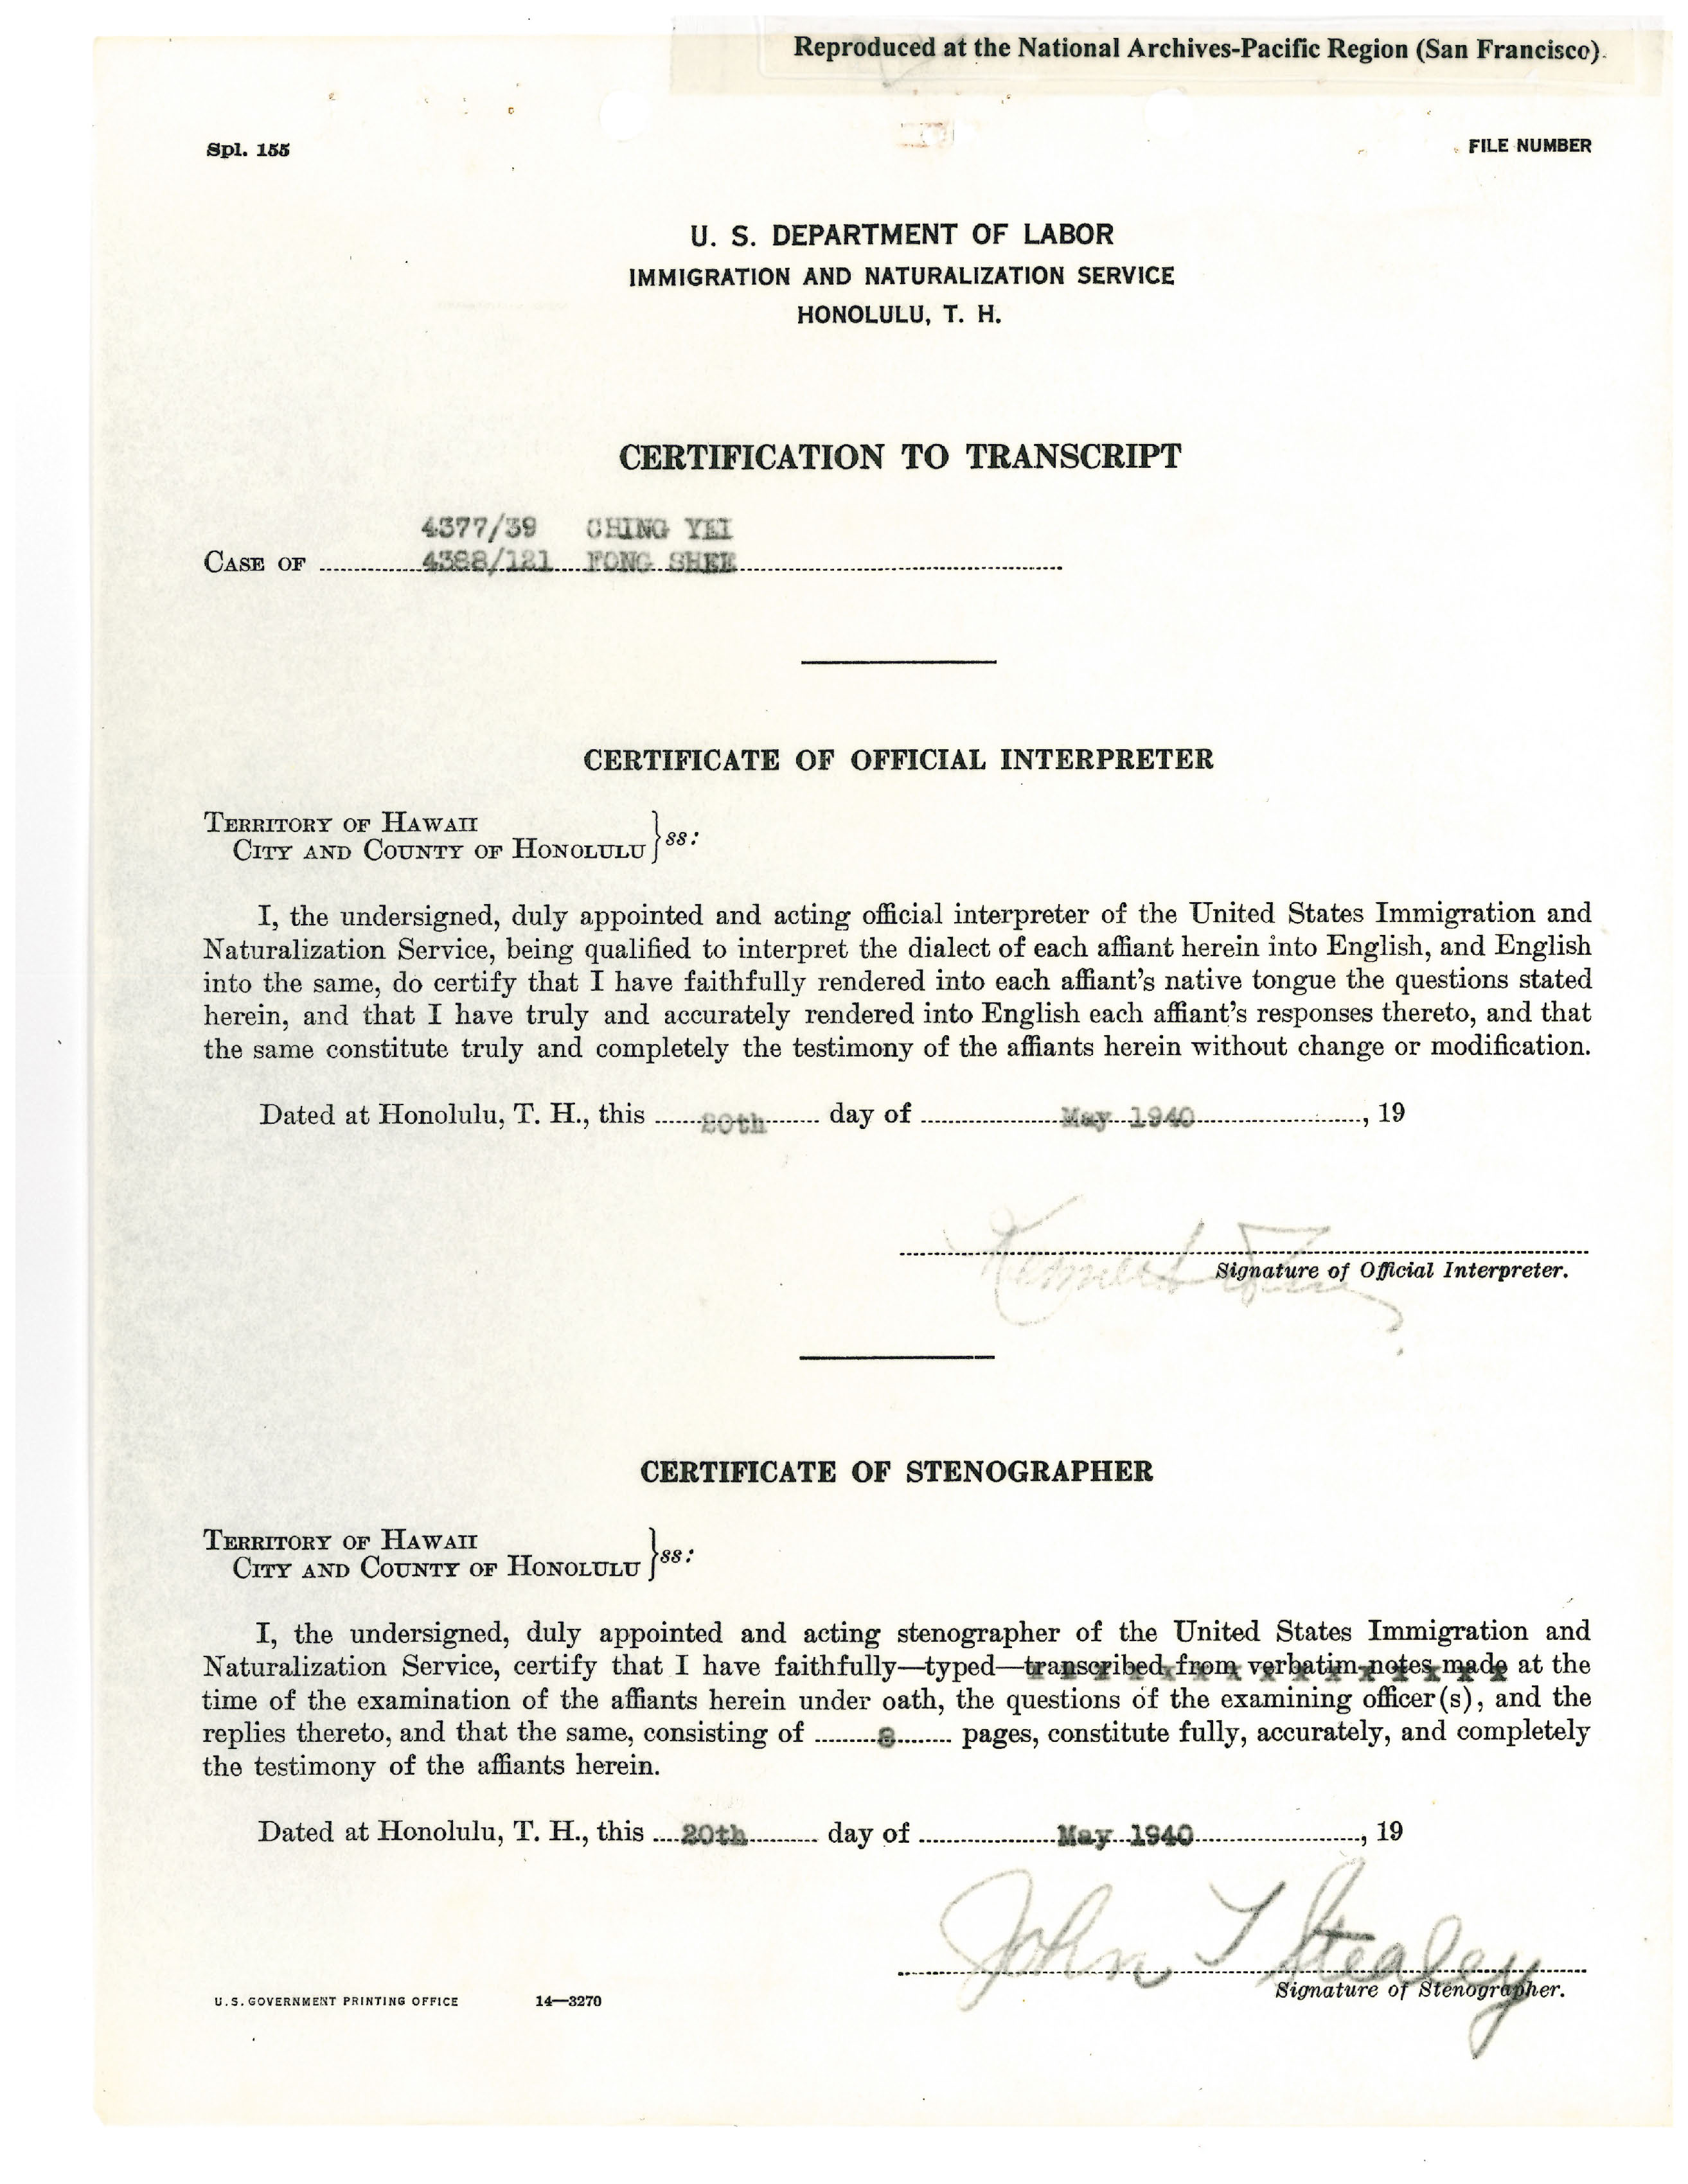 Reproduced at the National Archives-Pacific Region (San Francisco).
Spl. 155
FILE NUMBER
U. S. DEPARTMENT OF LABOR
IMMIGRATION AND NATURALIZATION SERVICE
HONOLULU, T. H.
CERTIFICATION TO TRANSCRIPT
4377/39 CHING YEI
CASE OF 4388/121 FONG SHEE
CERTIFICATE OF OFFICIAL INTERPRETER
TERRITORY OF HAWAII
CITY AND COUNTY OF HONOLULU } ss:
I, the undersigned, duly appointed and acting official interpreter of the United States Immigration and
Naturalization Service, being qualified to interpret the dialect of each affiant herein into English, and English
into the same, do certify that I have faithfully rendered into each affiant's native tongue the questions stated
herein, and that I have truly and accurately rendered into English each affiant's responses thereto, and that
the same constitute truly and completely the testimony of the affiants herein without change or modification.
Dated at Honolulu, T. H., this 20th day of May 1940, 19
Signature of Official Interpreter.
CERTIFICATE OF STENOGRAPHER
TERRITORY OF HAWAII
CITY AND COUNTY OF HONOLULU } ss:
I, the undersigned, duly appointed and acting stenographer of the United States Immigration and
Naturalization Service, certify that I have faithfully—typed—transcribed from verbatim notes made at the
time of the examination of the affiants herein under oath, the questions of the examining officer(s), and the
replies thereto, and that the same, consisting of pages, constitute fully, accurately, and completely
the testimony of the affiants herein.
Dated at Honolulu, T. H., this 20th day of May 1940, 19
John T Stealey
Signature of Stenographer.
U.S. GOVERNMENT PRINTING OFFICE 14—3270